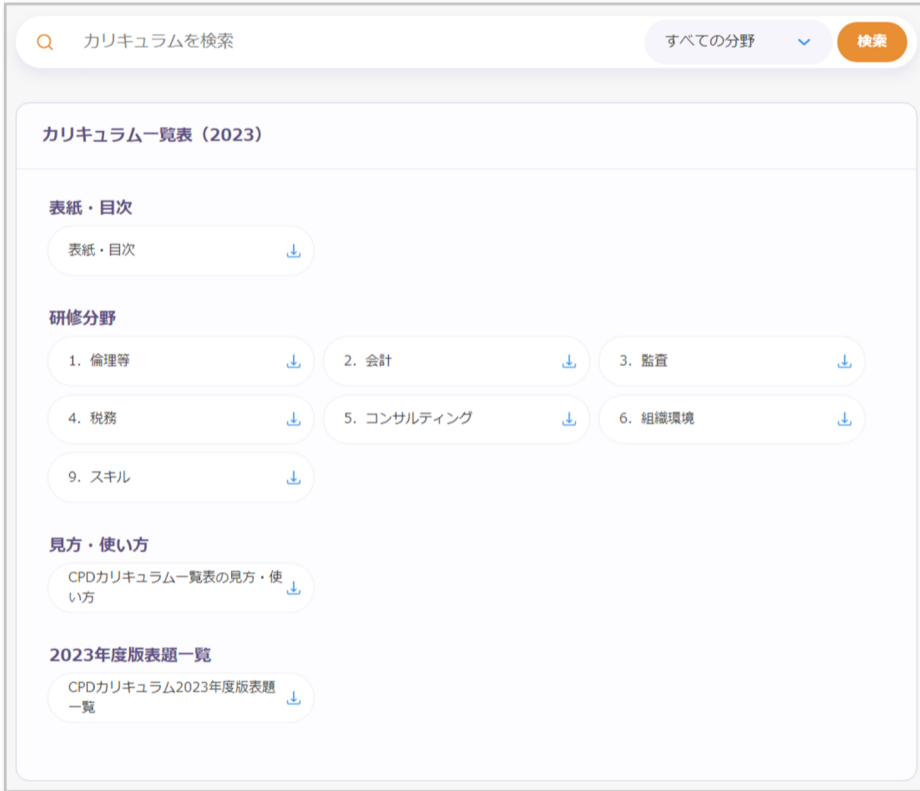 カリキュラムを検索 すべての分野 検索
カリキュラム一覧表（2023）
表紙・目次
表紙・目次
研修分野
1. 倫理等 2. 会計 3. 監査
4. 税務 5. コンサルティング 6. 組織環境
9. スキル
見方・使い方
CPDカリキュラム一覧表の見方・使
い方
2023年度版表題一覧
CPDカリキュラム2023年度版表題
一覧